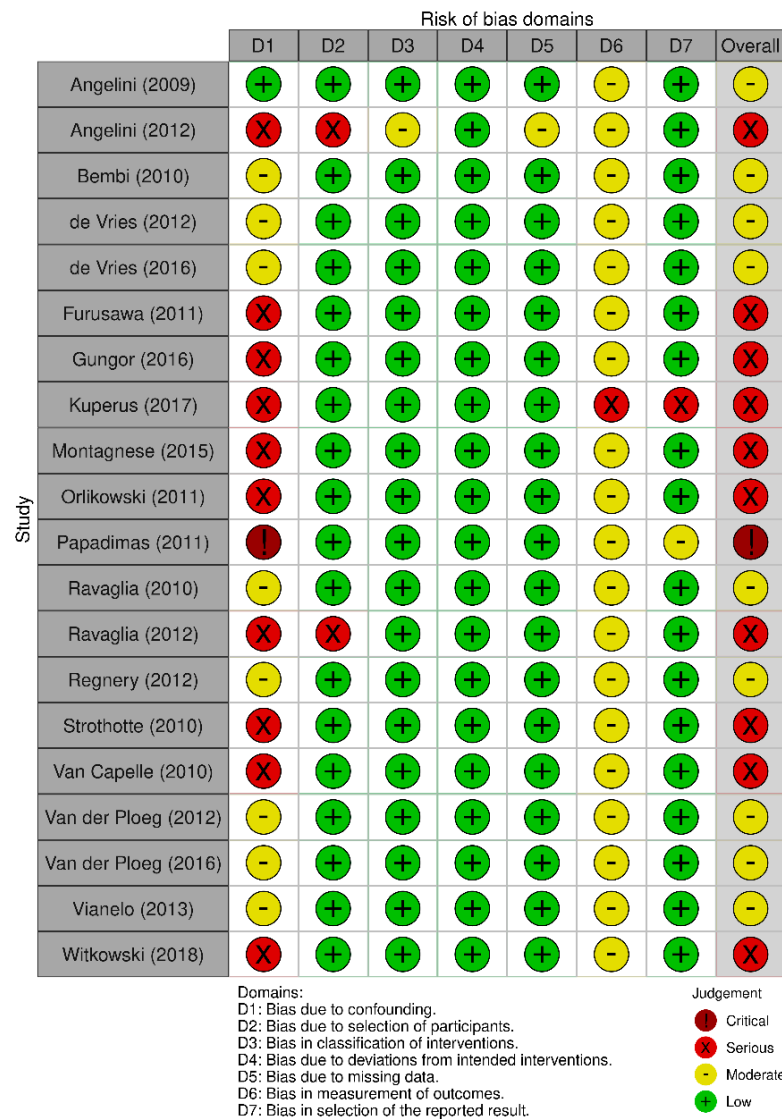 Risk of bias domains
D1 D2 D3 D4 D5 D6 D7 Overall
Study
Angelini (2009) + + + + + - + -
Angelini (2012) X X - + - - + X
Bembi (2010) - + + + + - + -
de Vries (2012) - + + + + - + -
de Vries (2016) - + + + + - + -
Furusawa (2011) X + + + + - + X
Gungor (2016) X + + + + - + X
Kuperus (2017) X + + + + X X X
Montagnese (2015) X + + + + - + X
Orlikowski (2011) X + + + + - + X
Papadimas (2011) ! + + + + - - !
Ravaglia (2010) - + + + + - + -
Ravaglia (2012) X X + + + - + X
Regnery (2012) - + + + + - + -
Strothotte (2010) X + + + + - + X
Van Capelle (2010) X + + + + - + X
Van der Ploeg (2012) - + + + + - + -
Van der Ploeg (2016) - + + + + - + -
Vianelo (2013) - + + + + - + -
Witkowski (2018) X + + + + - + X
Domains:
D1: Bias due to confounding.
D2: Bias due to selection of participants.
D3: Bias in classification of interventions.
D4: Bias due to deviations from intended interventions.
D5: Bias due to missing data.
D6: Bias in measurement of outcomes.
D7: Bias in selection of the reported result.
Judgement
! Critical
X Serious
- Moderate
+ Low